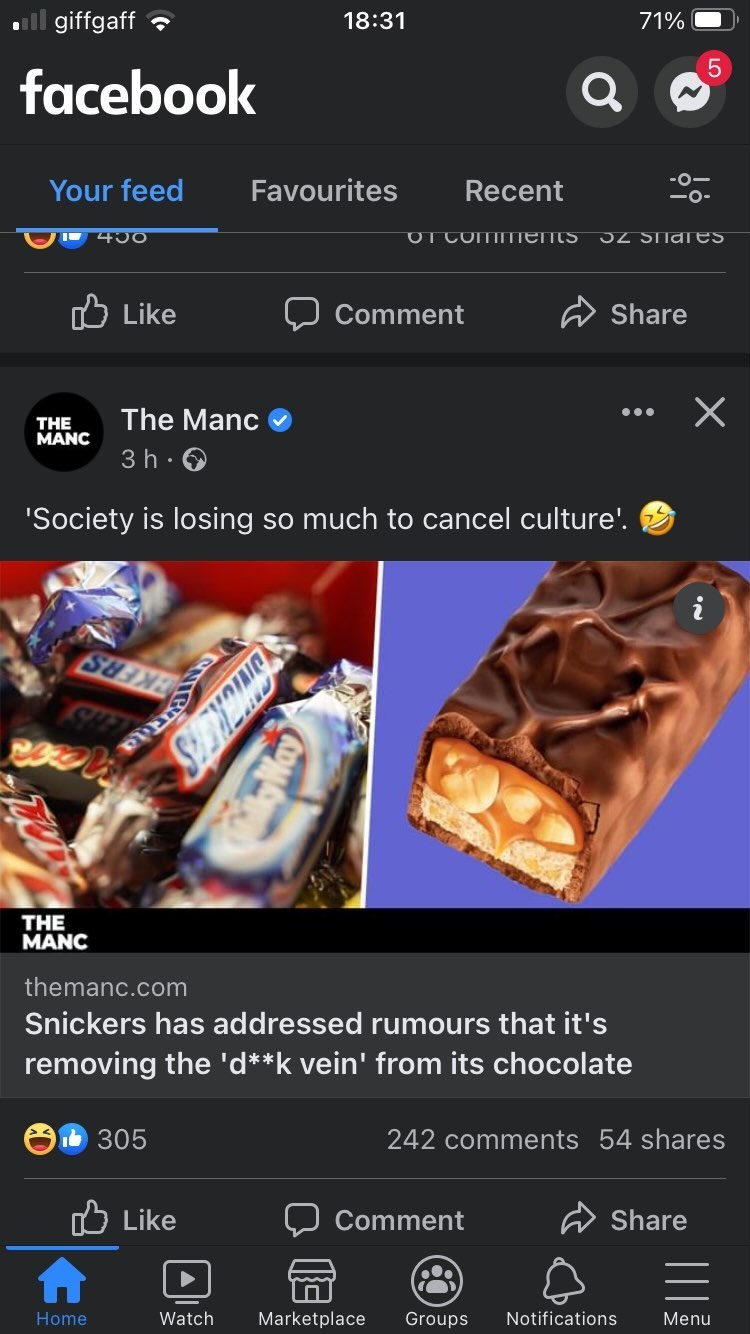 giffgaff 18:31 71%
facebook 5
Your feed Favourites Recent
458 61 comments 32 shares
Like Comment Share
THE
MANC
The Manc
3 h ·
'Society is losing so much to cancel culture'.
SNICKERS
SNICKERS
SNICKERS
Mars
Milky Way
THE
MANC
themanc.com
Snickers has addressed rumours that it's
removing the 'd**k vein' from its chocolate
305 242 comments 54 shares
Like Comment Share
Home Watch Marketplace Groups Notifications Menu